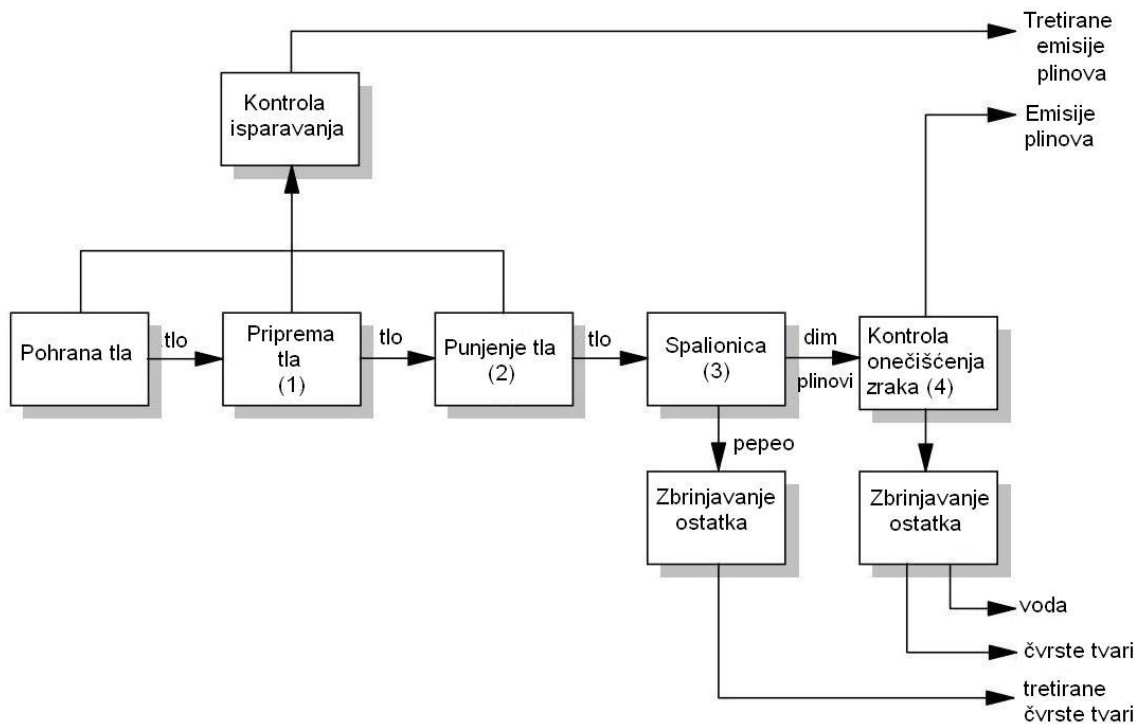 Tretirane
emisije
plinova
Kontrola
isparavanja
Emisije
plinova
Pohrana tla
tlo
Priprema
tla
(1)
tlo
Punjenje tla
(2)
tlo
Spalionica
(3)
dim
plinovi
Kontrola
onečišćenja
zraka (4)
pepeo
Zbrinjavanje
ostatka
Zbrinjavanje
ostatka
voda
čvrste tvari
tretirane
čvrste tvari